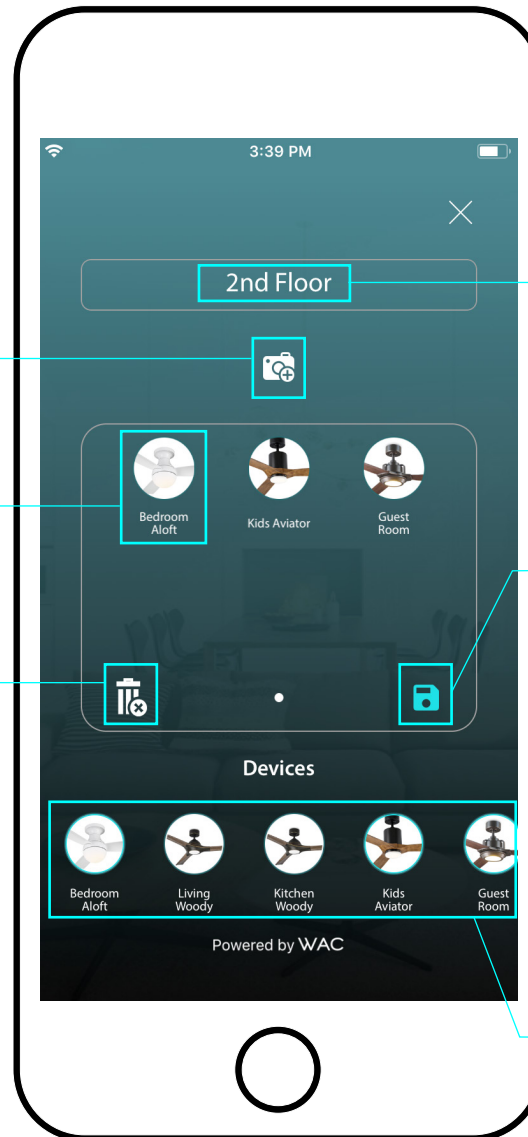 3:39 PM
2nd Floor
Bedroom
Aloft
Kids Aviator
Guest
Room
Devices
Bedroom
Aloft
Living
Woody
Kitchen
Woody
Kids
Aviator
Guest
Room
Powered by WAC